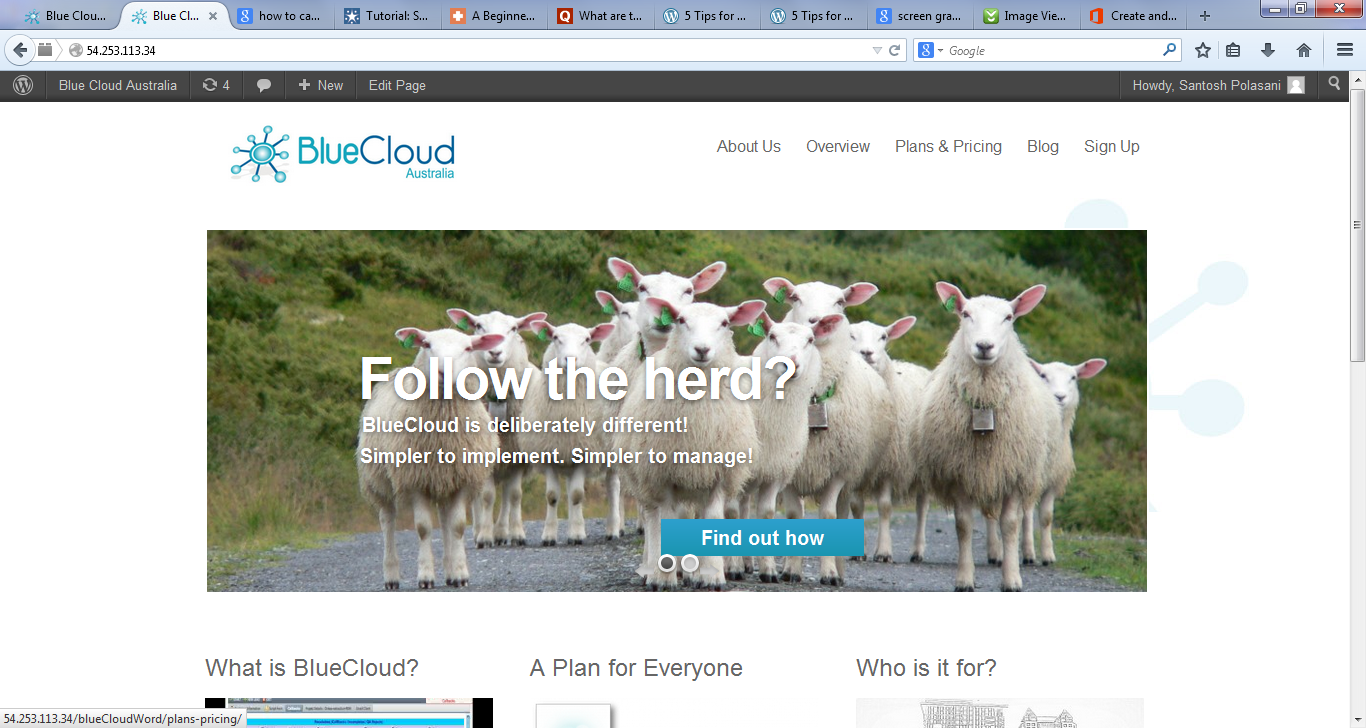 Blue Clou...
Blue Cl...
how to ca...
Tutorial: S...
A Beginne...
What are t...
5 Tips for ...
5 Tips for ...
screen gra...
Image Vie...
Create and...
54.253.113.34
Google
Blue Cloud Australia
4
New
Edit Page
Howdy, Santosh Polasani
BlueCloud
Australia
About Us
Overview
Plans & Pricing
Blog
Sign Up
Follow the herd?
BlueCloud is deliberately different!
Simpler to implement. Simpler to manage!
Find out how
What is BlueCloud?
A Plan for Everyone
Who is it for?
54.253.113.34/blueCloudWord/plans-pricing/